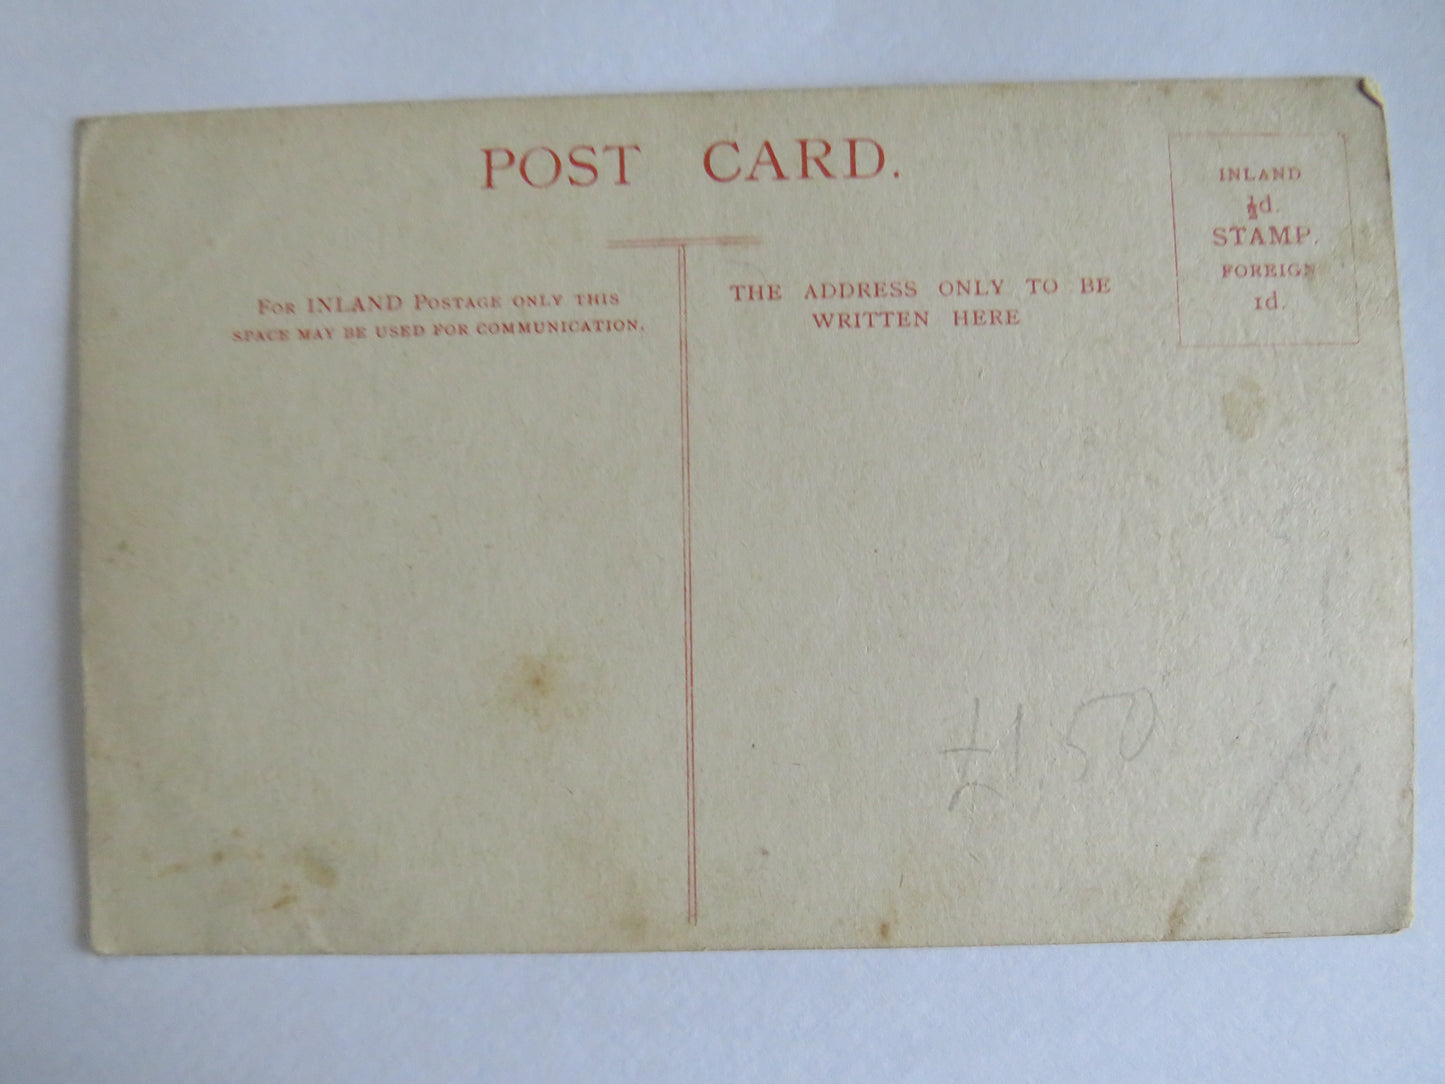 POST CARD.
INLAND
½d.
STAMP.
FOREIGN
1d.
FOR INLAND POSTAGE ONLY THIS
SPACE MAY BE USED FOR COMMUNICATION.
THE ADDRESS ONLY TO BE
WRITTEN HERE
£1.50